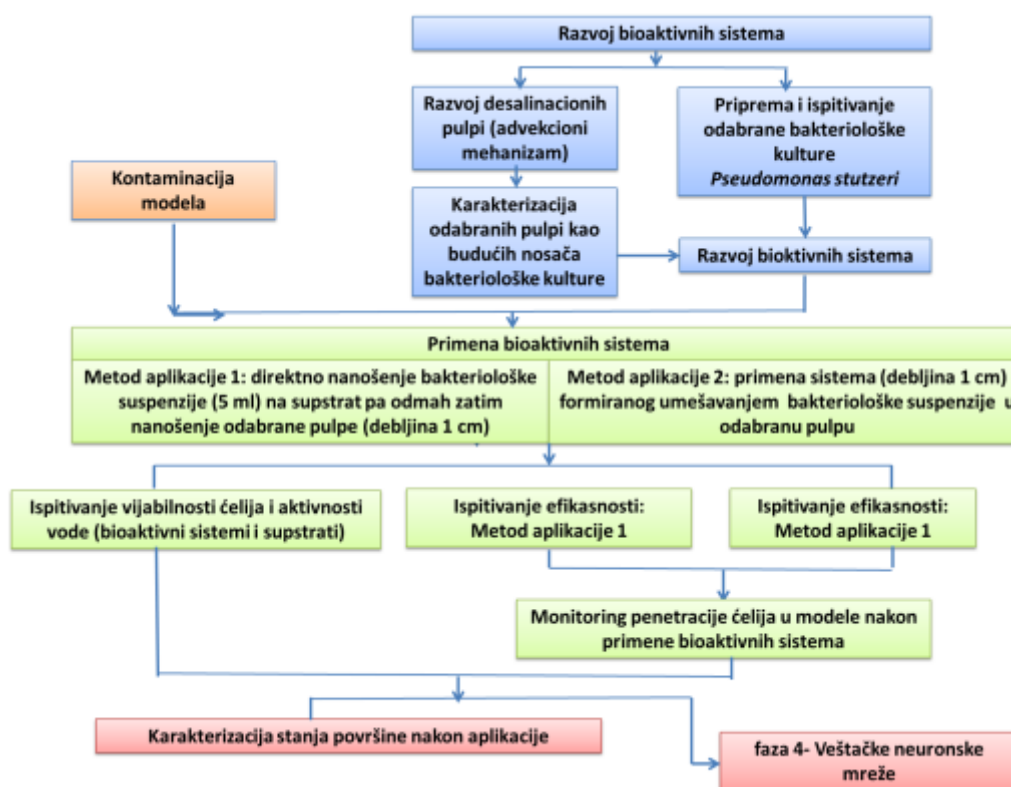 Razvoj bioaktivnih sistema
Razvoj desalinacionih
pulpi (advekcioni
mehanizam)
Priprema i ispitivanje
odabrane bakteriološke
kulture
Pseudomonas stutzeri
Kontaminacija
modela
Karakterizacija
odabranih pulpi kao
budućih nosača
bakteriološke kulture
Razvoj bioktivnih sistema
Primena bioaktivnih sistema
Metod aplikacije 1: direktno nanošenje bakteriološke
suspenzije (5 ml) na supstrat pa odmah zatim
nanošenje odabrane pulpe (debljina 1 cm)
Metod aplikacije 2: primena sistema (debljina 1 cm)
formiranog umešavanjem bakteriološke suspenzije u
odabranu pulpu
Ispitivanje vijabilnosti ćelija i aktivnosti
vode (bioaktivni sistemi i supstrati)
Ispitivanje efikasnosti:
Metod aplikacije 1
Ispitivanje efikasnosti:
Metod aplikacije 1
Monitoring penetracije ćelija u modele nakon
primene bioaktivnih sistema
Karakterizacija stanja površine nakon aplikacije
faza 4- Veštačke neuronske
mreže